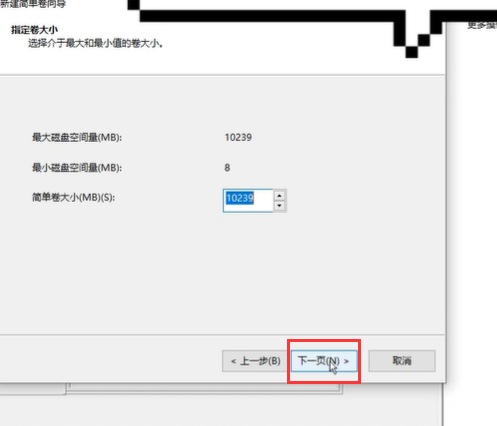 新建简单卷向导
指定卷大小
选择介于最大和最小值的卷大小。
最大磁盘空间量(MB): 10239
最小磁盘空间量(MB): 8
简单卷大小(MB)(S): 10239
< 上一步(B) 下一页(N) > 取消
更多